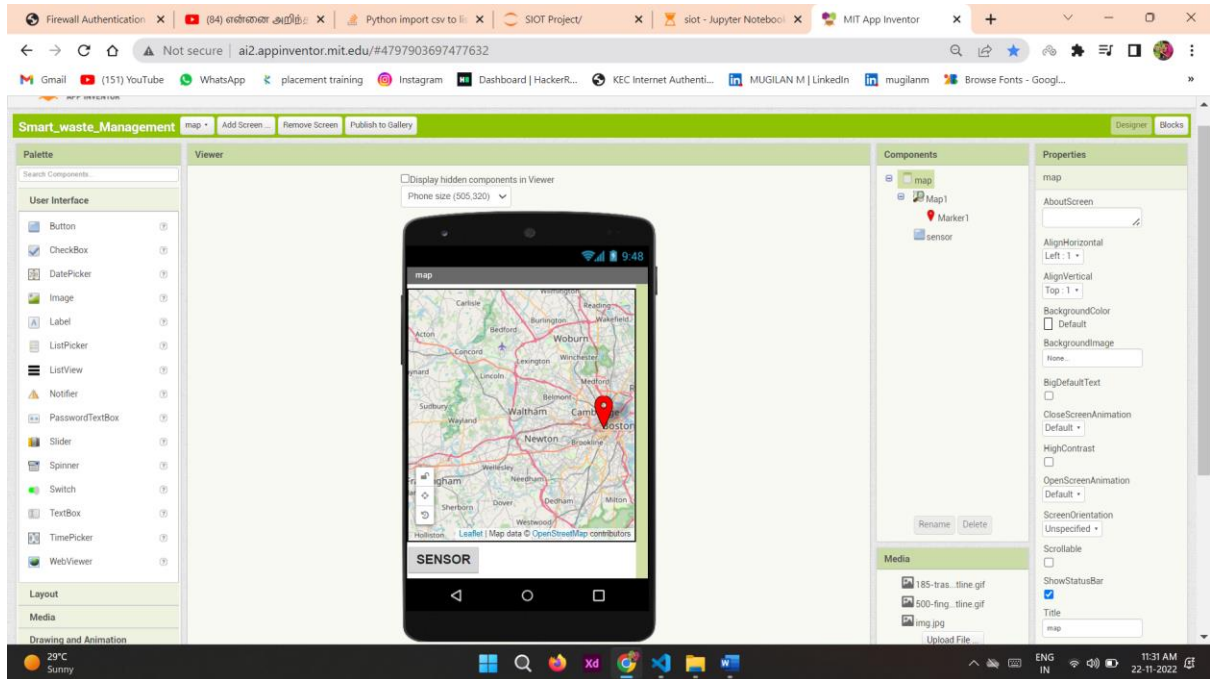 Firewall Authentication
(84) என்னை அறிந்த
Python import csv to lis
SIOT Project/
siot - Jupyter Notebook
MIT App Inventor
Not secure
ai2.appinventor.mit.edu/#4797903697477632
Gmail
(151) YouTube
WhatsApp
placement training
Instagram
Dashboard | HackerR...
KEC Internet Authenti...
MUGILAN M | LinkedIn
mugilanm
Browse Fonts - Googl...
»
APP INVENTOR
Smart_waste_Management
map
Add Screen ...
Remove Screen
Publish to Gallery
Designer
Blocks
Palette
Search Components...
User Interface
Button
CheckBox
DatePicker
Image
Label
ListPicker
ListView
Notifier
PasswordTextBox
Slider
Spinner
Switch
TextBox
TimePicker
WebViewer
Layout
Media
Drawing and Animation
Viewer
Display hidden components in Viewer
Phone size (505,320)
9:48
map
Wilmington
Carlisle
Reading
Burlington
Wakefield
Acton
Bedford
Woburn
Concord
Lexington
Winchester
Lincoln
Medford
Belmont
Sudbury
Waltham
Wayland
Boston
Newton
Brookline
Wellesley
Needham
Dover
Dedham
Milton
Sherborn
Westwood
Holliston
Leaflet | Map data © OpenStreetMap contributors
SENSOR
Components
map
Map1
Marker1
sensor
Rename
Delete
Media
185-tras...tline.gif
500-fing...tline.gif
img.jpg
Upload File ...
Properties
map
AboutScreen
AlignHorizontal
Left : 1
AlignVertical
Top : 1
BackgroundColor
Default
BackgroundImage
None...
BigDefaultText
CloseScreenAnimation
Default
HighContrast
OpenScreenAnimation
Default
ScreenOrientation
Unspecified
Scrollable
ShowStatusBar
Title
map
29°C
Sunny
Xd
ENG
IN
11:31 AM
22-11-2022